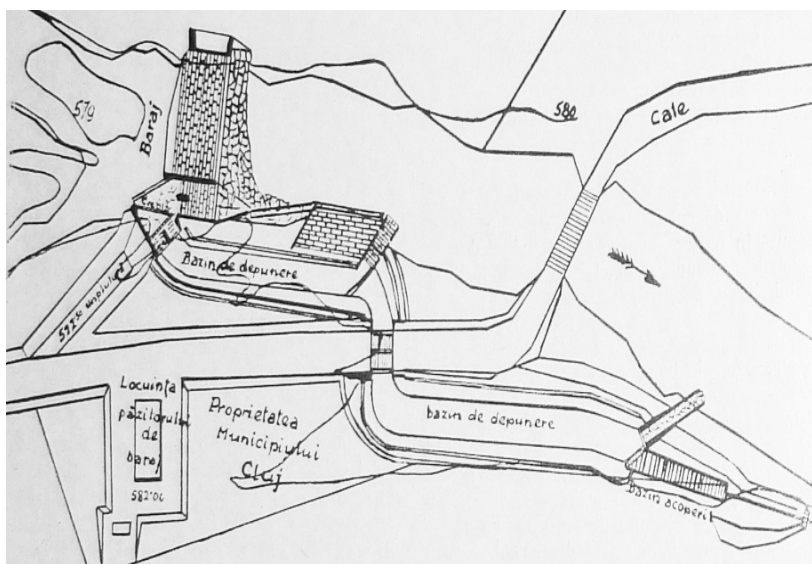 579
Baraj
580
Cale
Bazin de depunere
Locuința
păzitorului
de
baraj
582.00
Proprietatea
Municipiului
Cluj
bazin de depunere
Bazin acoperit